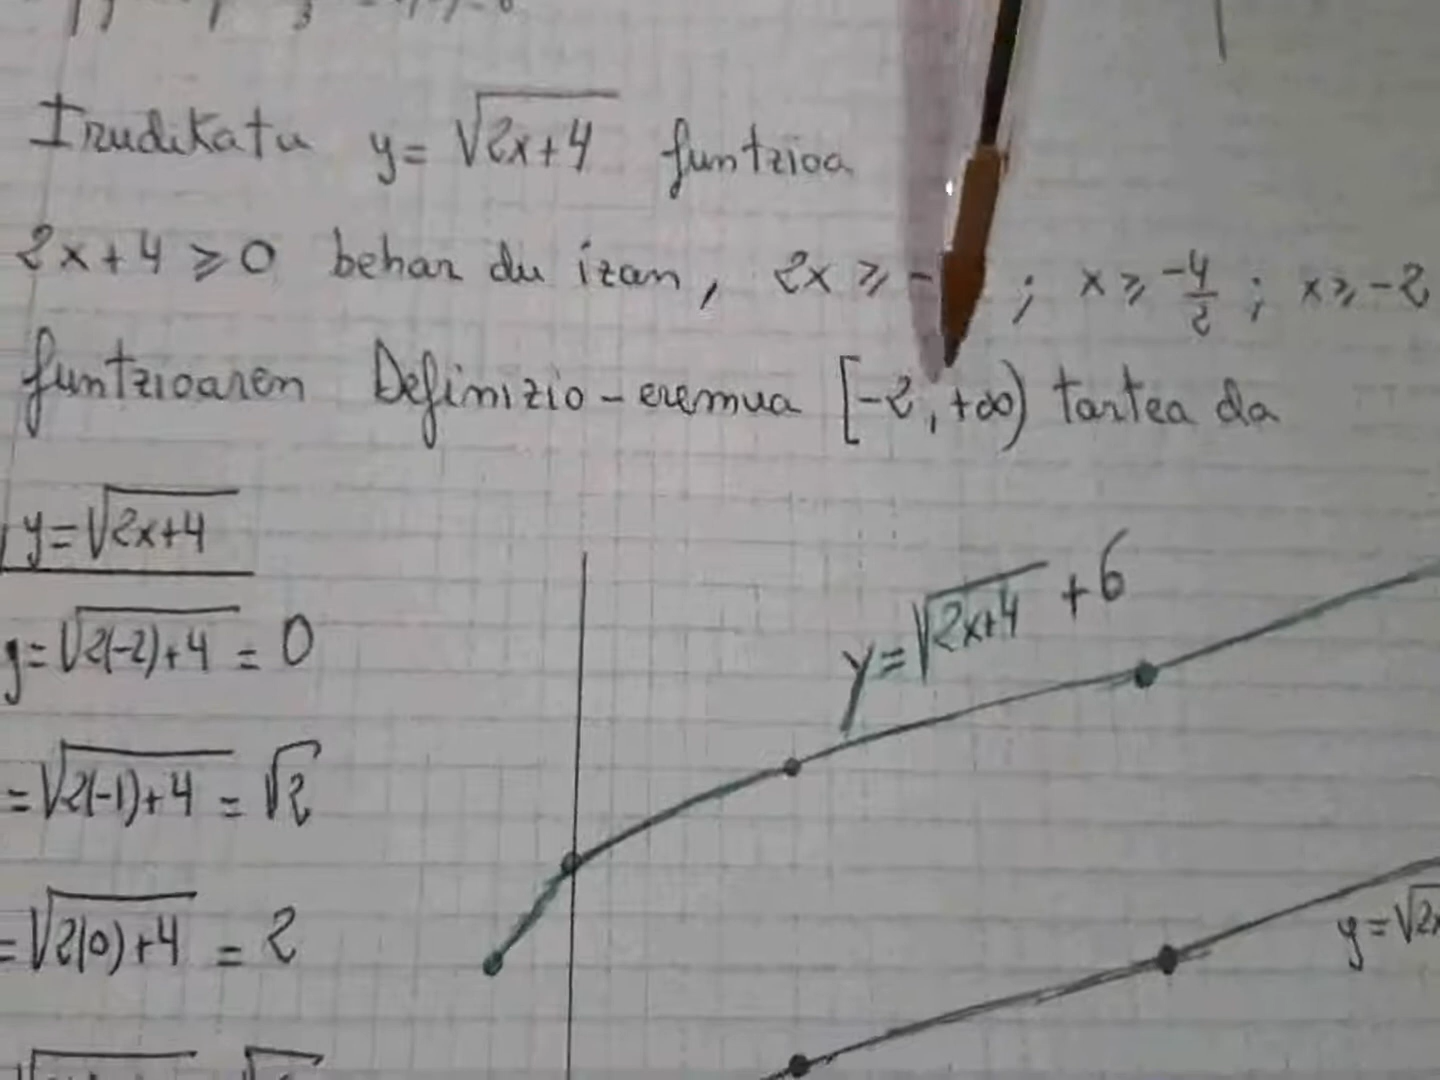 Irudikatu y = √2x+4 funtzioa
2x+4 ≥ 0 behar du izan, 2x ≥ - ; x ≥ -4/2 ; x ≥ -2
funtzioaren Definizio-eremua [-2, +∞) tartea da
y = √2x+4
y = √2x+4 + 6
y = √2(-2)+4 = 0
= √2(-1)+4 = √2
= √2(0)+4 = 2
y = √2x